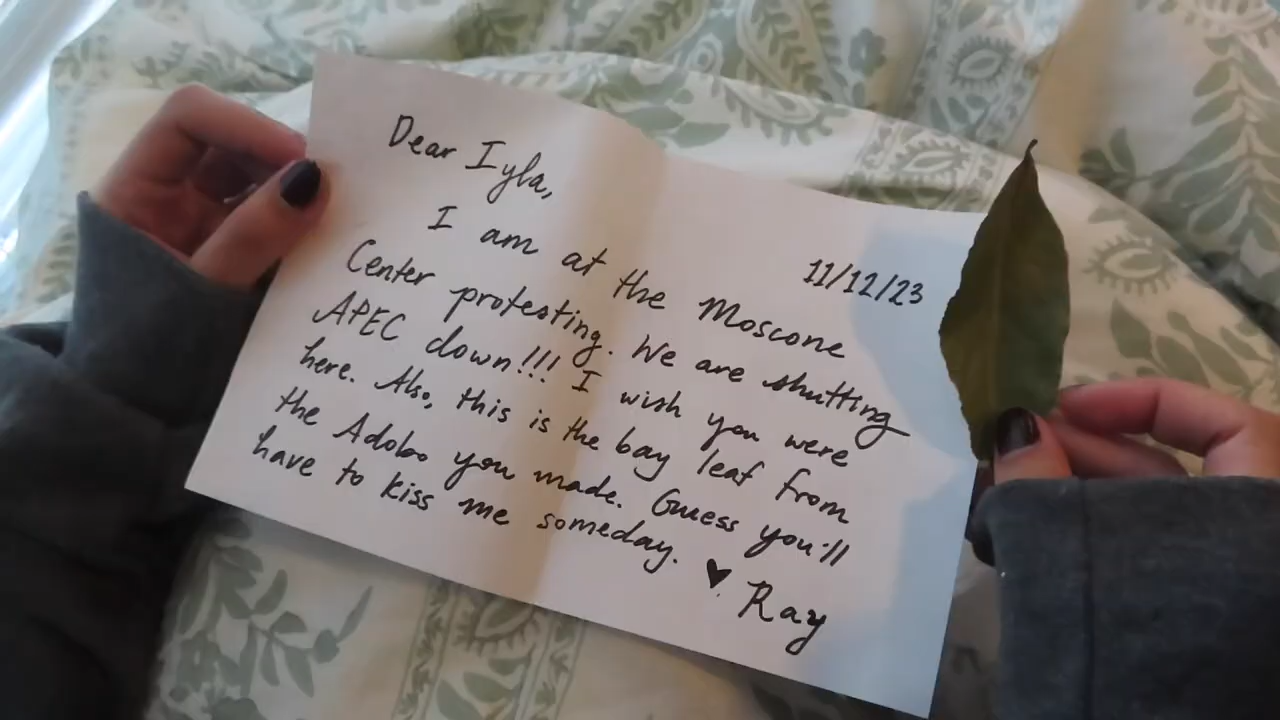 Dear Iyla,
11/12/23
I am at the Moscone
Center protesting. We are shutting
APEC down!!! I wish you were
here. Also, this is the bay leaf from
the Adobo you made. Guess you'll
have to kiss me someday. ♥
Ray